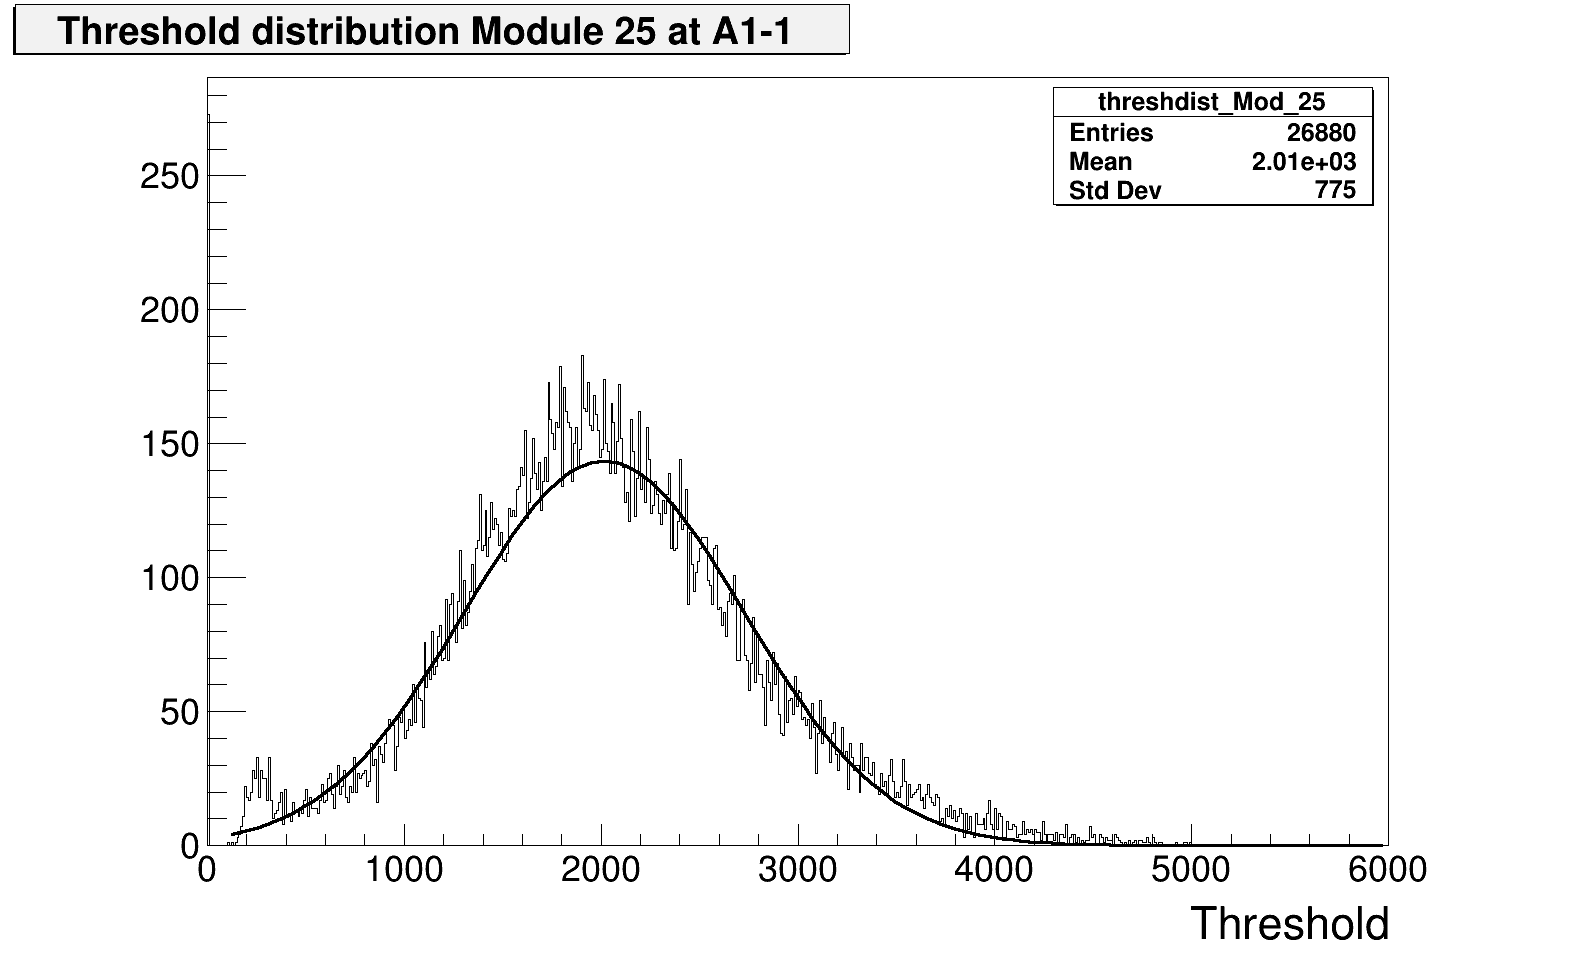 Threshold distribution Module 25 at A1-1
threshdist_Mod_25
Entries 26880
Mean 2.01e+03
Std Dev 775
250
200
150
100
50
0
0 1000 2000 3000 4000 5000 6000
Threshold